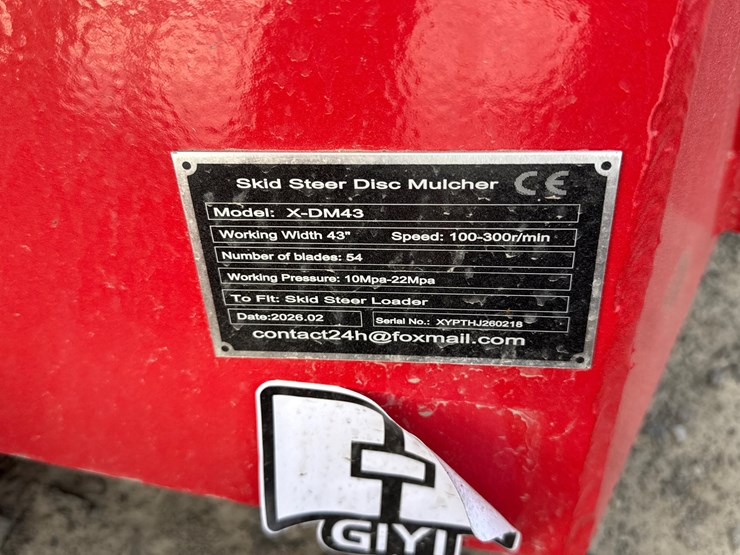 Skid Steer Disc Mulcher CE
Model: X-DM43
Working Width 43" Speed: 100-300r/min
Number of blades: 54
Working Pressure: 10Mpa-22Mpa
To Fit: Skid Steer Loader
Date:2026.02 Serial No.: XYPTHJ260218
contact24h@foxmail.com
GIYI